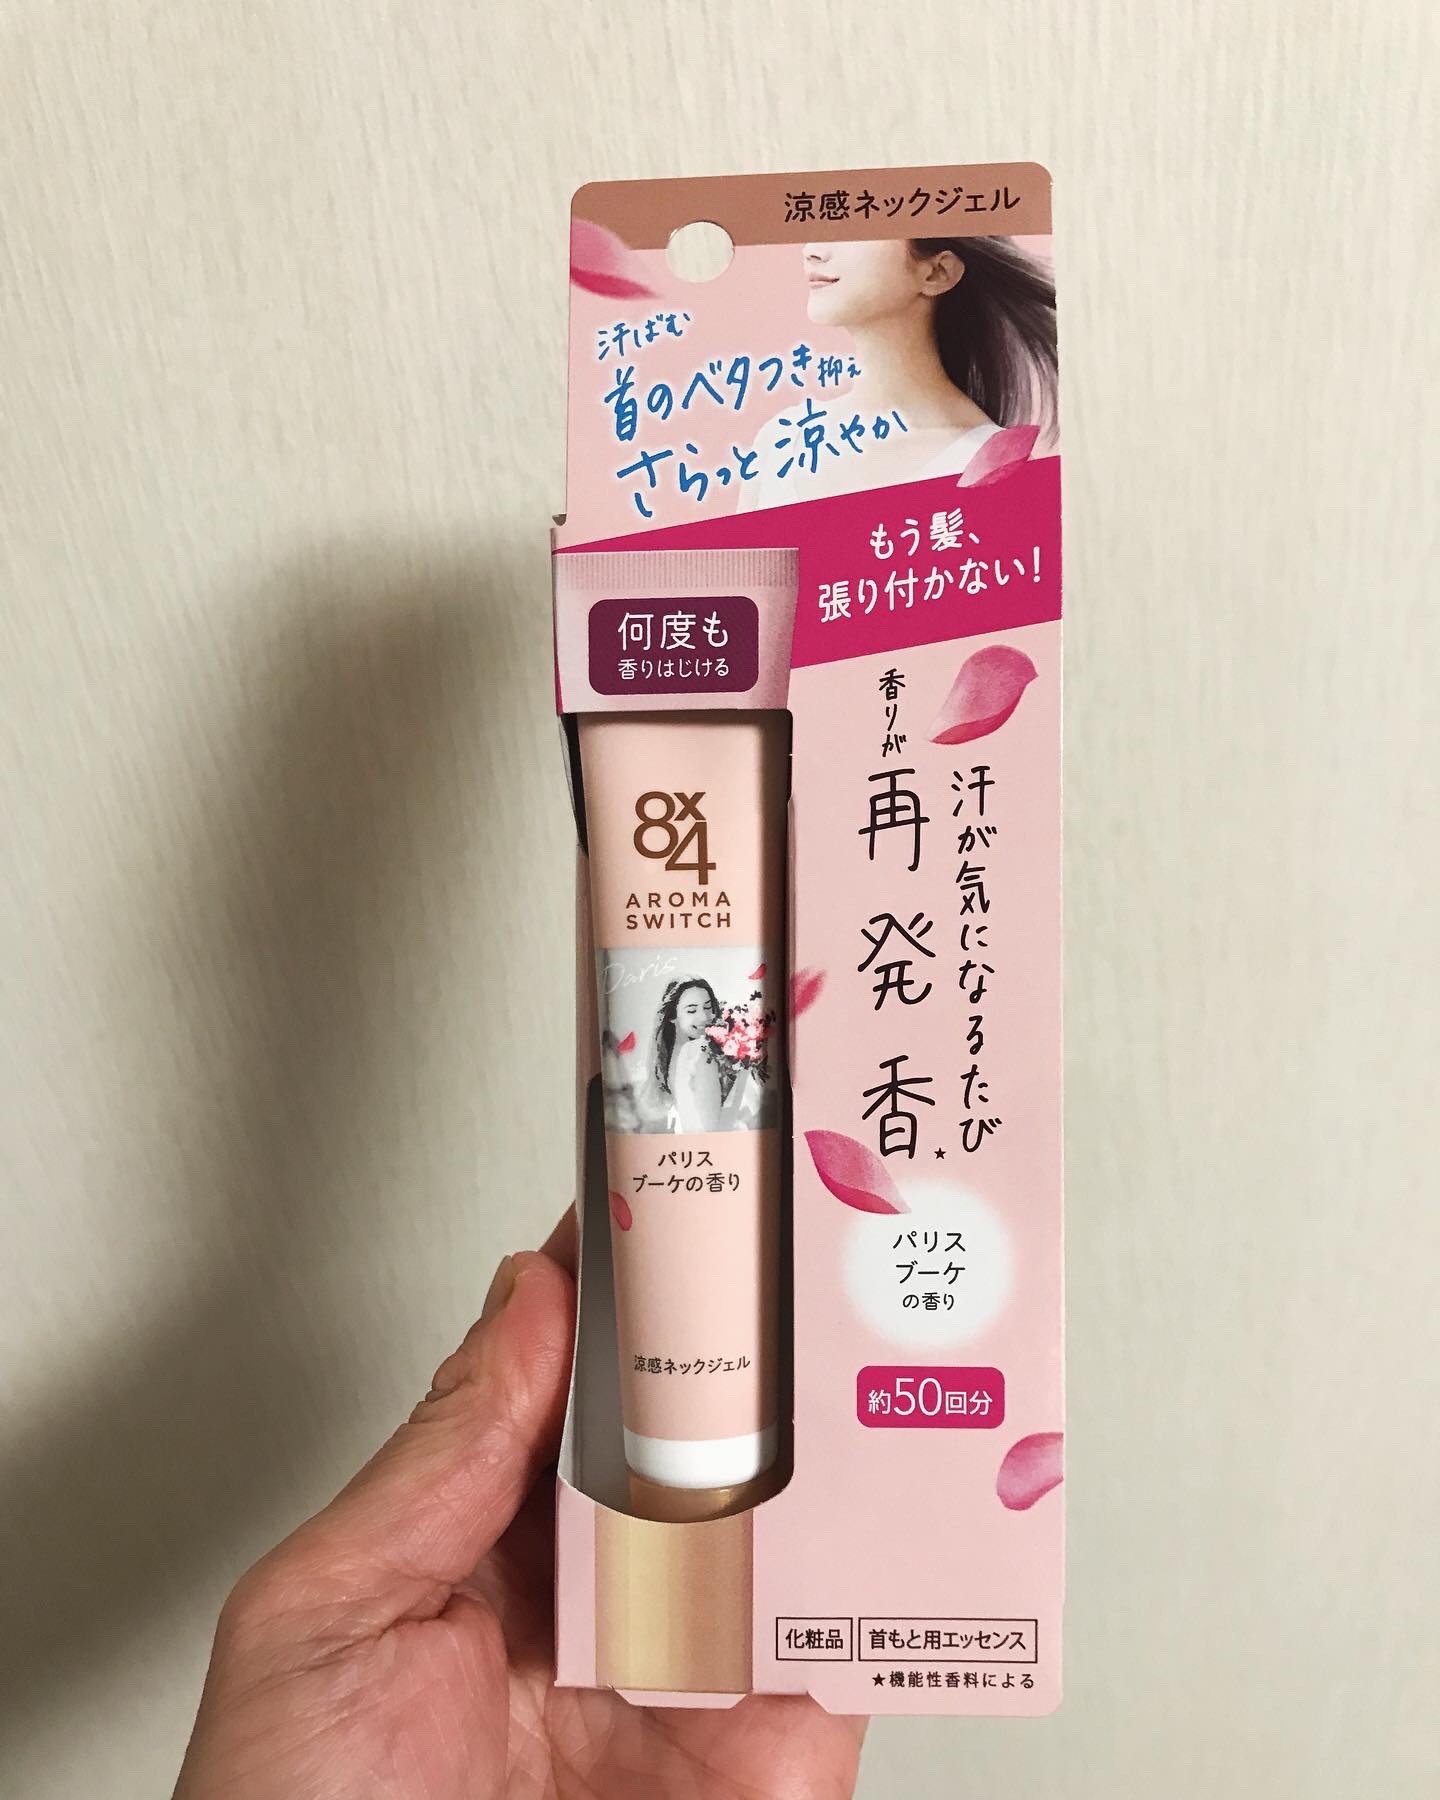 涼感ネックジェル
汗ばむ
首のベタつき抑え
さらっと涼やか
もう髪、
張り付かない!
何度も
香りはじける
汗が気になるたび
香りが
再発香★
8x4
AROMA
SWITCH
Paris
パリス
ブーケの香り
涼感ネックジェル
パリス
ブーケ
の香り
約50回分
化粧品
首もと用エッセンス
★機能性香料による